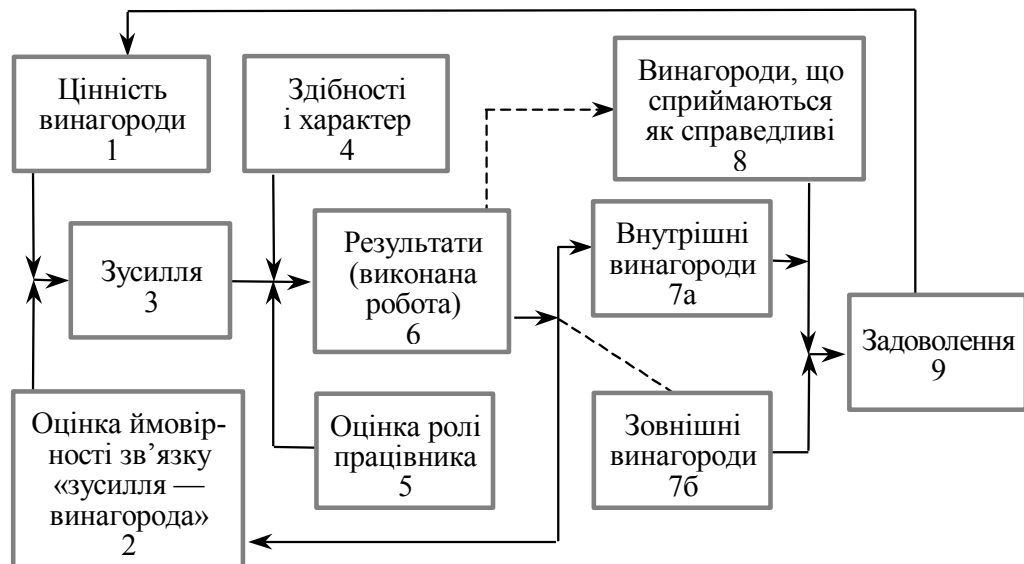 Цінність
винагороди
1
Здібності
і характер
4
Винагороди, що
сприймаються
як справедливі
8
Зусилля
3
Результати
(виконана
робота)
6
Внутрішні
винагороди
7а
Задоволення
9
Оцінка ймовір-
ності зв’язку
«зусилля —
винагорода»
2
Оцінка ролі
працівника
5
Зовнішні
винагороди
7б